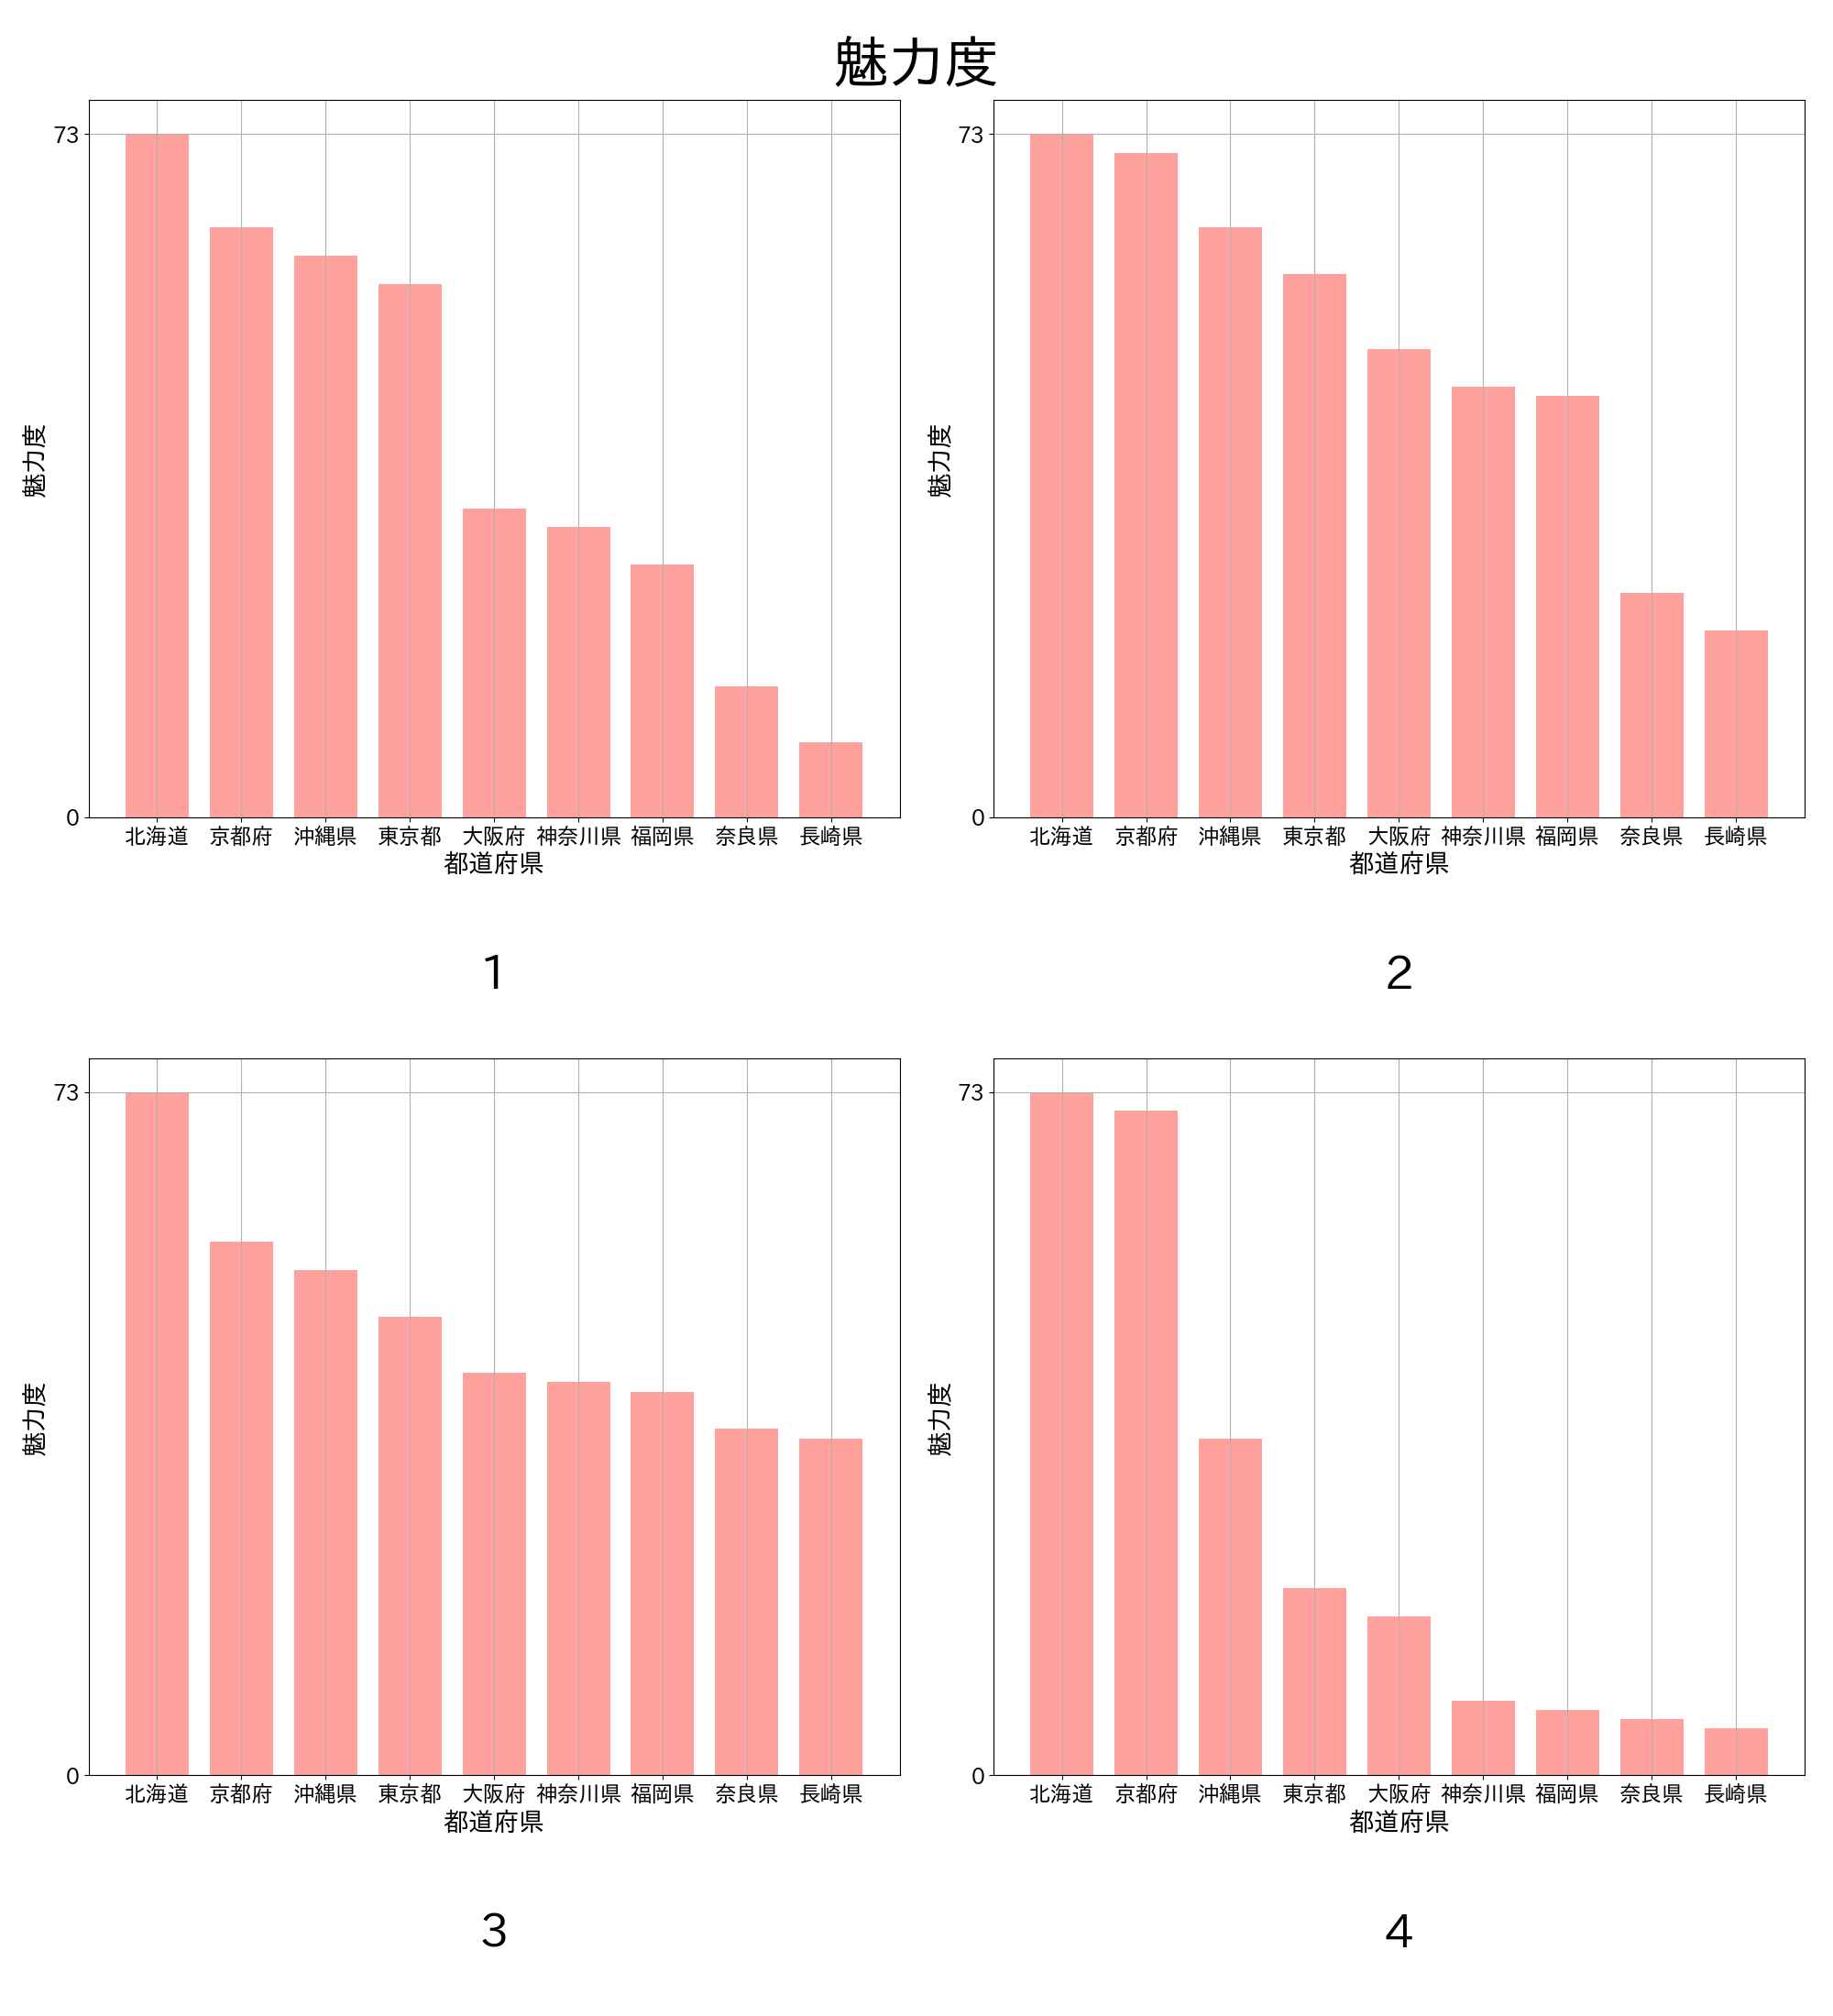 魅力度
73
魅力度
0
北海道 京都府 沖縄県 東京都 大阪府 神奈川県 福岡県 奈良県 長崎県
都道府県
1
73
魅力度
0
北海道 京都府 沖縄県 東京都 大阪府 神奈川県 福岡県 奈良県 長崎県
都道府県
2
73
魅力度
0
北海道 京都府 沖縄県 東京都 大阪府 神奈川県 福岡県 奈良県 長崎県
都道府県
3
73
魅力度
0
北海道 京都府 沖縄県 東京都 大阪府 神奈川県 福岡県 奈良県 長崎県
都道府県
4